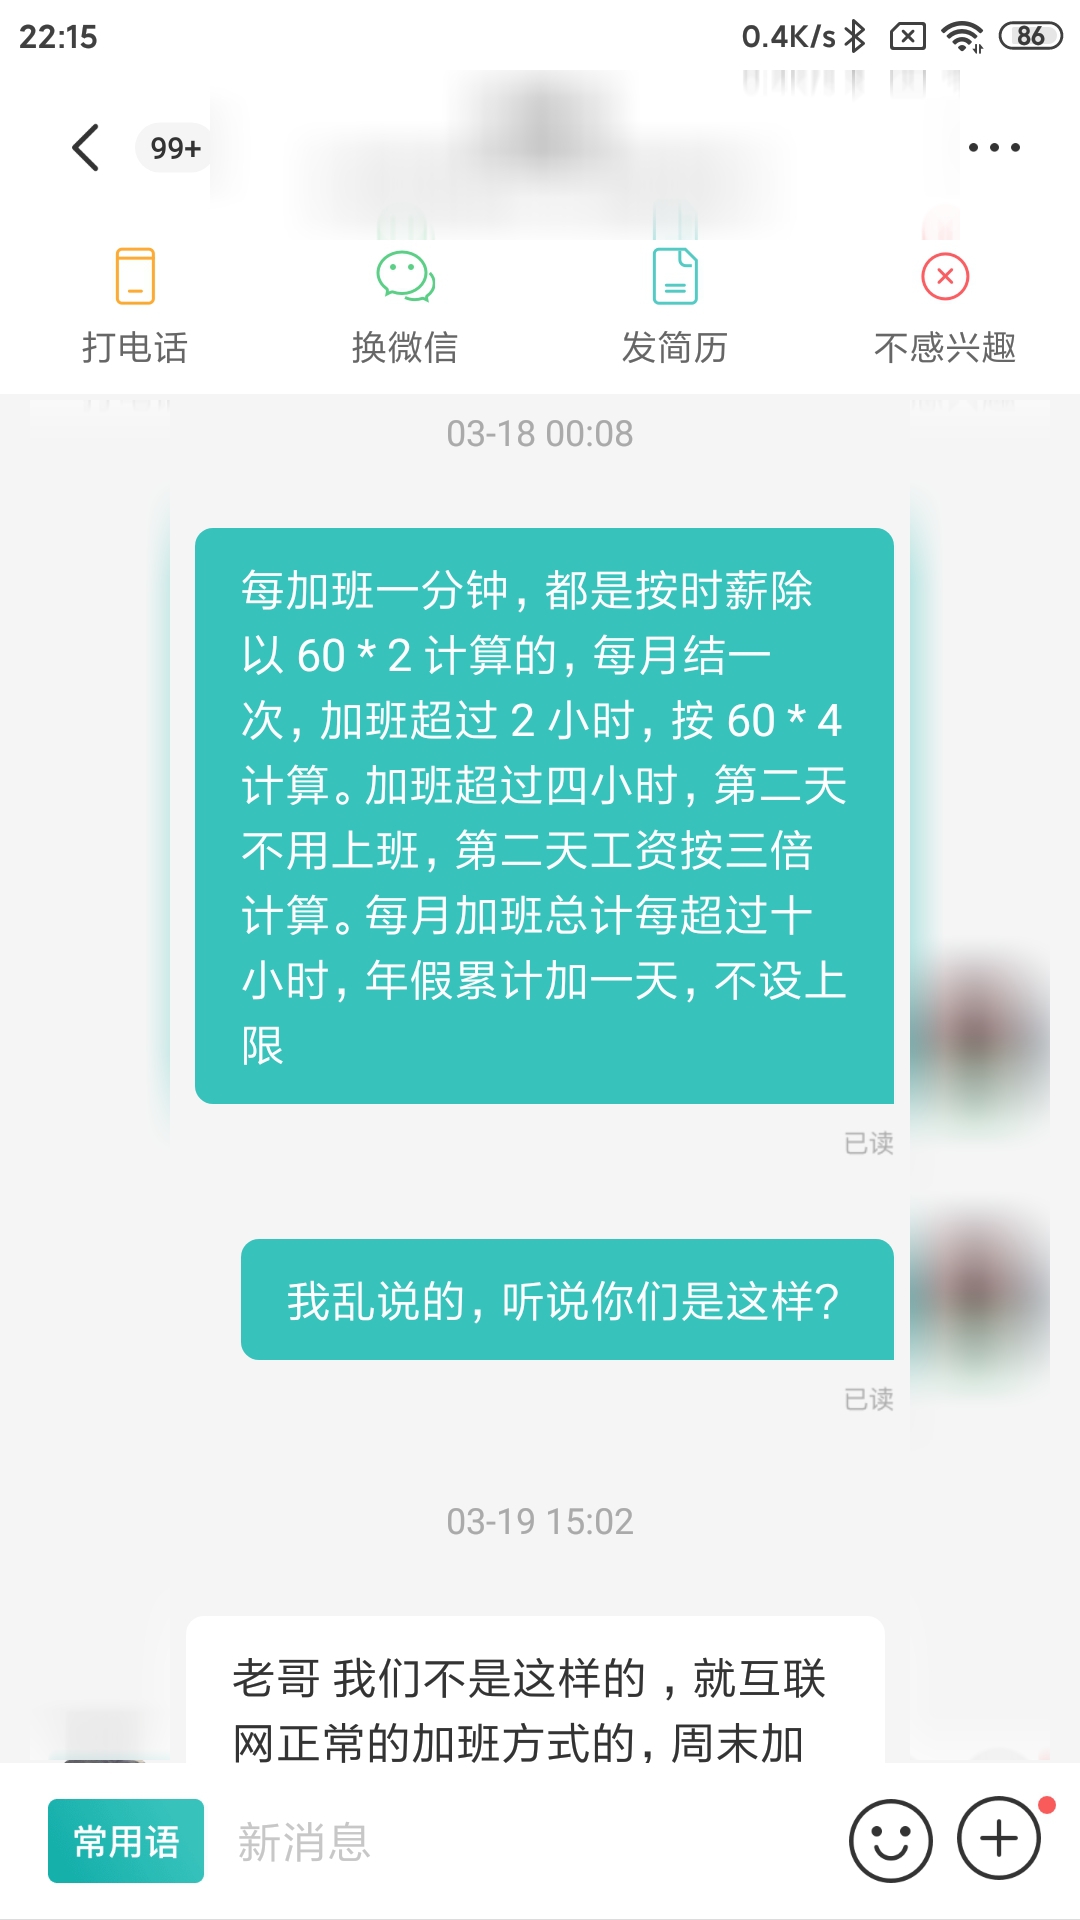 22:15 0.4K/s 86
99+
打电话 换微信 发简历 不感兴趣
03-18 00:08
每加班一分钟，都是按时薪除
以 60 * 2 计算的，每月结一
次，加班超过 2 小时，按 60 * 4
计算。加班超过四小时，第二天
不用上班，第二天工资按三倍
计算。每月加班总计每超过十
小时，年假累计加一天，不设上
限
已读
我乱说的，听说你们是这样?
已读
03-19 15:02
老哥 我们不是这样的 ，就互联
网正常的加班方式的，周末加
常用语 新消息